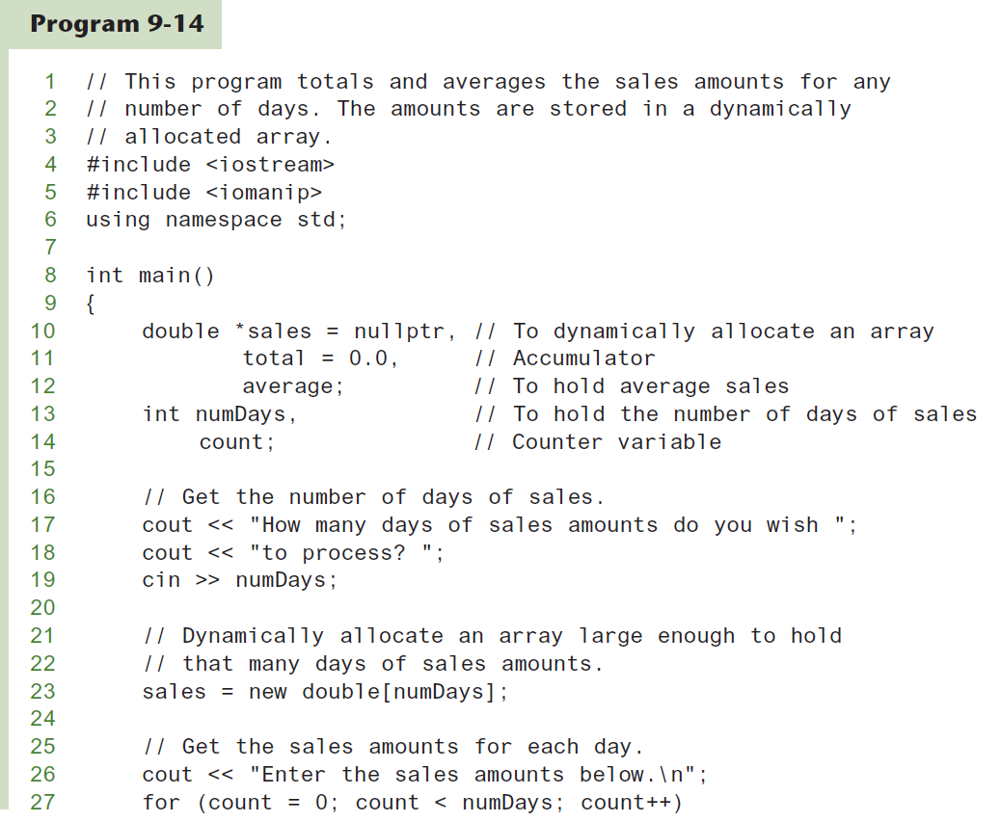 Program 9-14
1 // This program totals and averages the sales amounts for any
2 // number of days. The amounts are stored in a dynamically
3 // allocated array.
4 #include <iostream>
5 #include <iomanip>
6 using namespace std;
7
8 int main()
9 {
10 double *sales = nullptr, // To dynamically allocate an array
11 total = 0.0, // Accumulator
12 average; // To hold average sales
13 int numDays, // To hold the number of days of sales
14 count; // Counter variable
15
16 // Get the number of days of sales.
17 cout << "How many days of sales amounts do you wish ";
18 cout << "to process? ";
19 cin >> numDays;
20
21 // Dynamically allocate an array large enough to hold
22 // that many days of sales amounts.
23 sales = new double[numDays];
24
25 // Get the sales amounts for each day.
26 cout << "Enter the sales amounts below.\n";
27 for (count = 0; count < numDays; count++)